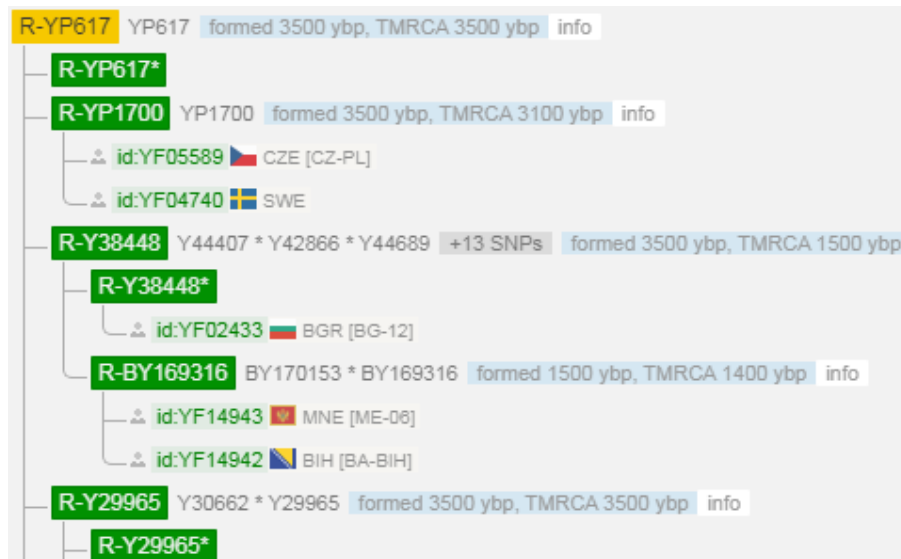 R-YP617 YP617 formed 3500 ybp, TMRCA 3500 ybp info
R-YP617*
R-YP1700 YP1700 formed 3500 ybp, TMRCA 3100 ybp info
id:YF05589 CZE [CZ-PL]
id:YF04740 SWE
R-Y38448 Y44407 * Y42866 * Y44689 +13 SNPs formed 3500 ybp, TMRCA 1500 ybp
R-Y38448*
id:YF02433 BGR [BG-12]
R-BY169316 BY170153 * BY169316 formed 1500 ybp, TMRCA 1400 ybp info
id:YF14943 MNE [ME-06]
id:YF14942 BIH [BA-BIH]
R-Y29965 Y30662 * Y29965 formed 3500 ybp, TMRCA 3500 ybp info
R-Y29965*